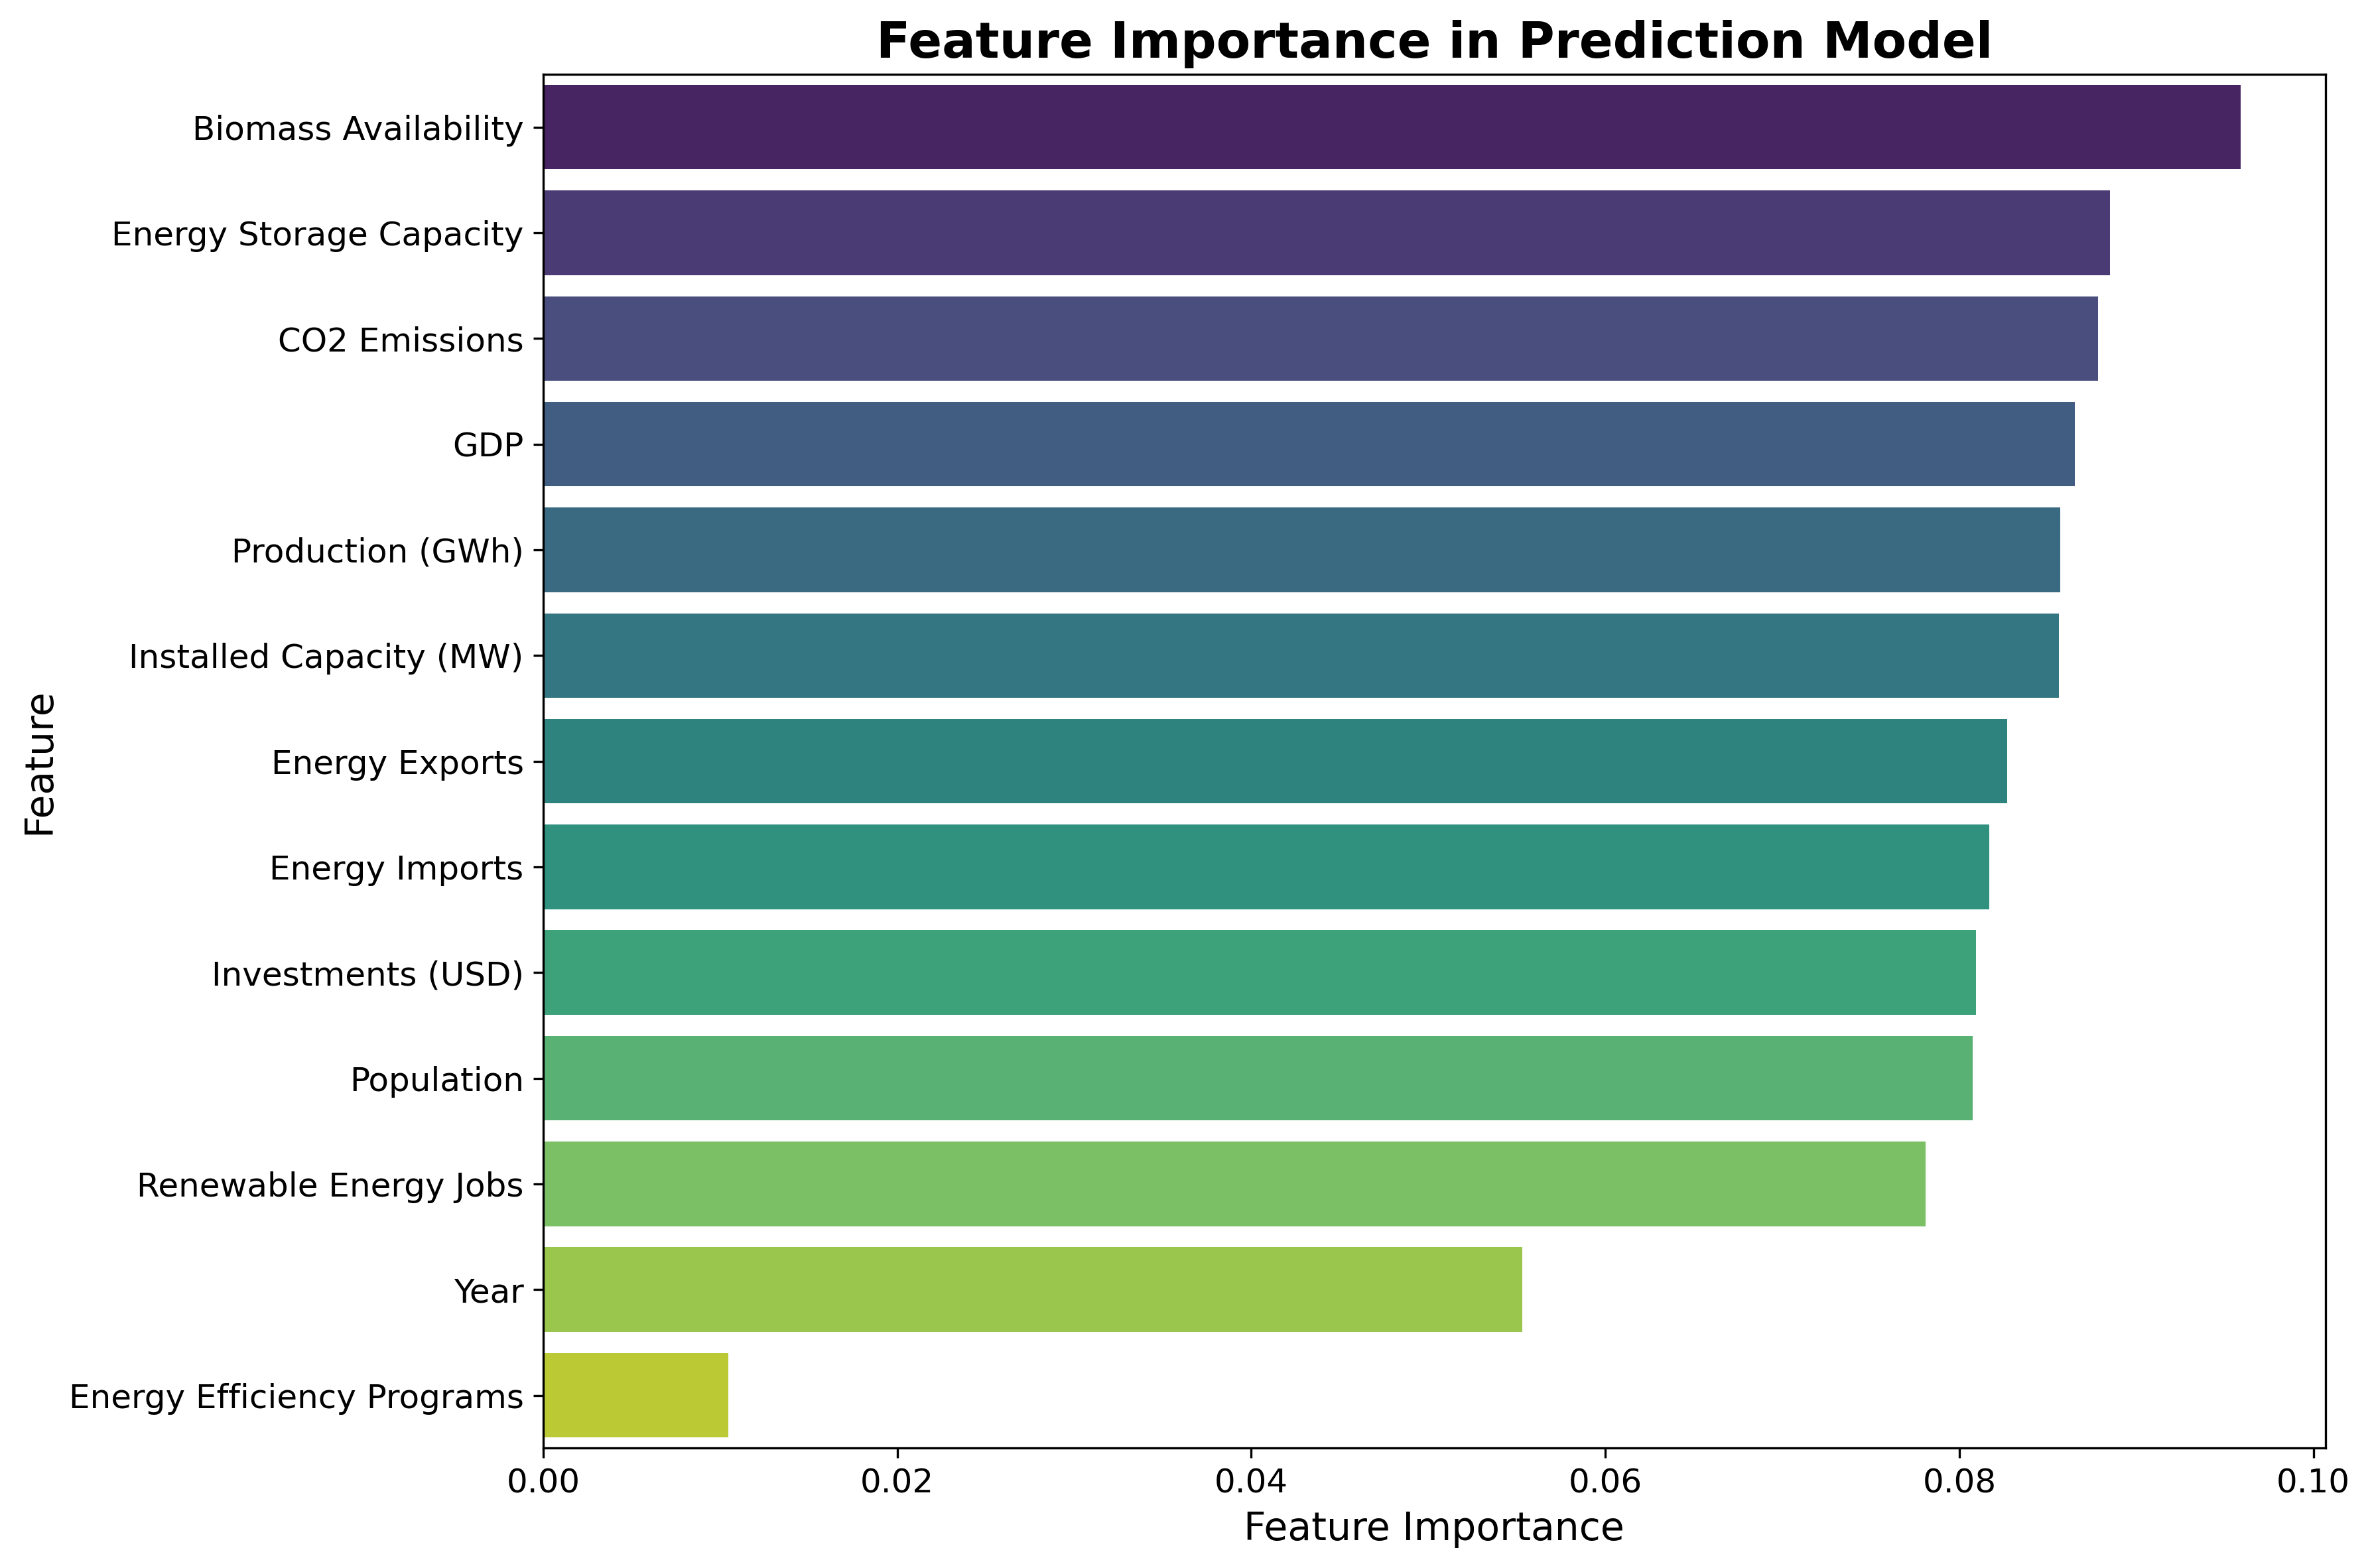 Feature Importance in Prediction Model
Feature
Biomass Availability
Energy Storage Capacity
CO2 Emissions
GDP
Production (GWh)
Installed Capacity (MW)
Energy Exports
Energy Imports
Investments (USD)
Population
Renewable Energy Jobs
Year
Energy Efficiency Programs
0.00 0.02 0.04 0.06 0.08 0.10
Feature Importance